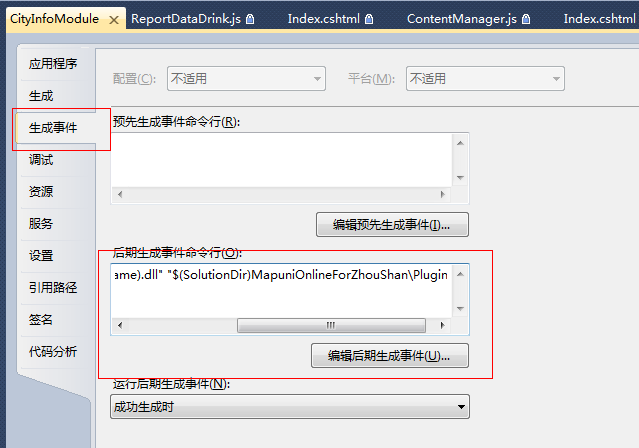 CityInfoModule ReportDataDrink.js Index.cshtml ContentManager.js Index.cshtml
应用程序
配置(C): 不适用 平台(M): 不适用
生成
生成事件
预先生成事件命令行(R):
调试
资源
服务
编辑预先生成事件(I)...
设置
后期生成事件命令行(O):
ame).dll" "$(SolutionDir)MapuniOnlineForZhouShan\Plugin
引用路径
签名
代码分析
编辑后期生成事件(U)...
运行后期生成事件(N):
成功生成时